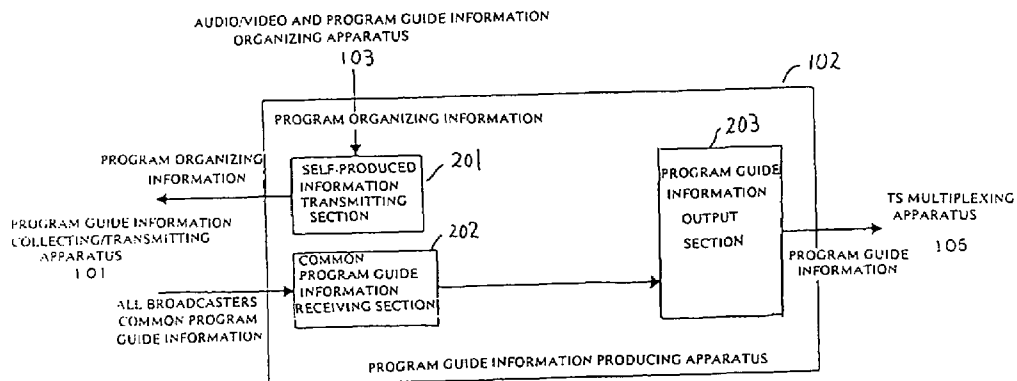 AUDIO/VIDEO AND PROGRAM GUIDE INFORMATION
ORGANIZING APPARATUS
103
102
PROGRAM ORGANIZING INFORMATION
203
PROGRAM ORGANIZING
INFORMATION
SELF-PRODUCED
INFORMATION
TRANSMITTING
SECTION
201
PROGRAM GUIDE
INFORMATION
OUTPUT
SECTION
TS MULTIPLEXING
APPARATUS
105
PROGRAM GUIDE INFORMATION
COLLECTING/TRANSMITTING
APPARATUS
101
202
COMMON
PROGRAM GUIDE
INFORMATION
RECEIVING SECTION
PROGRAM GUIDE
INFORMATION
ALL BROADCASTERS
COMMON PROGRAM
GUIDE INFORMATION
PROGRAM GUIDE INFORMATION PRODUCING APPARATUS